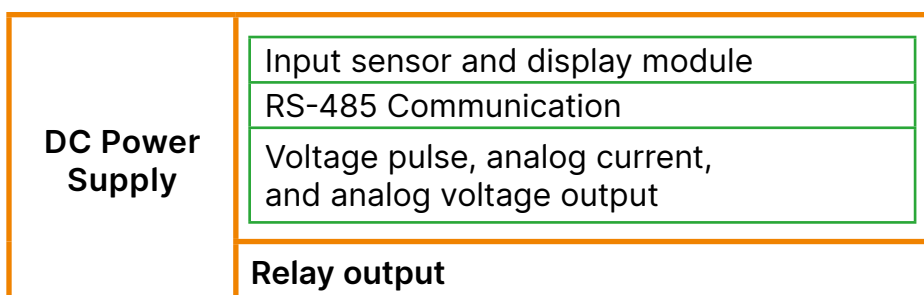 DC Power
Supply
Input sensor and display module
RS-485 Communication
Voltage pulse, analog current,
and analog voltage output
Relay output